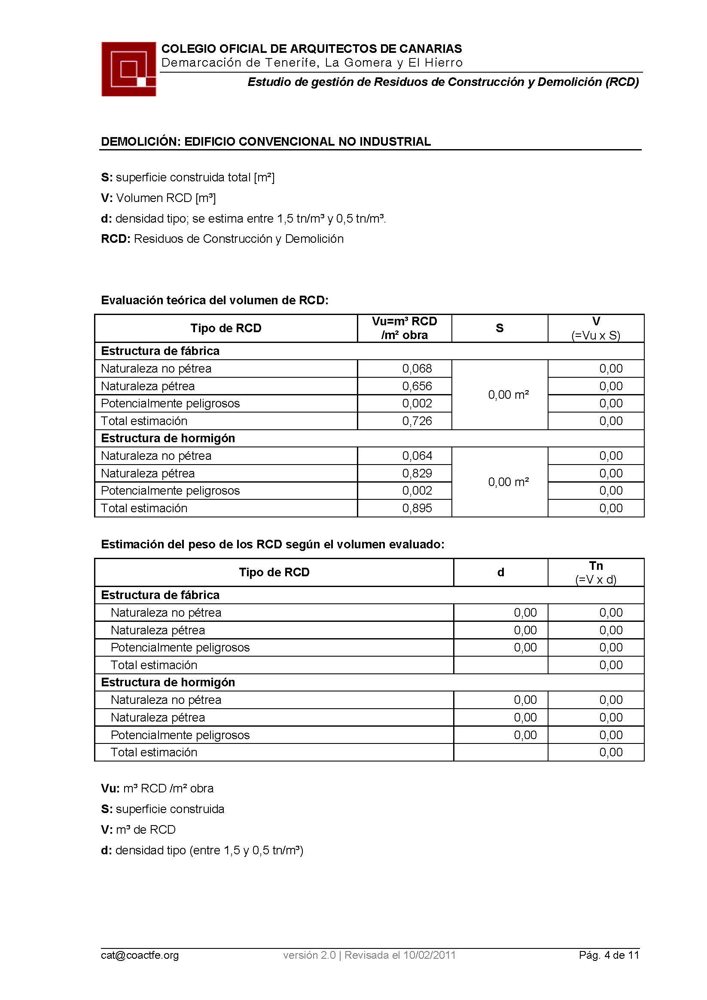 COLEGIO OFICIAL DE ARQUITECTOS DE CANARIAS
Demarcación de Tenerife, La Gomera y El Hierro
Estudio de gestión de Residuos de Construcción y Demolición (RCD)
DEMOLICIÓN: EDIFICIO CONVENCIONAL NO INDUSTRIAL
S: superficie construida total [m²]
V: Volumen RCD [m³]
d: densidad tipo; se estima entre 1,5 tn/m³ y 0,5 tn/m³.
RCD: Residuos de Construcción y Demolición
Evaluación teórica del volumen de RCD:
Tipo de RCD Vu=m³ RCD /m² obra S V (=Vu x S)
Estructura de fábrica
Naturaleza no pétrea 0,068 0,00
Naturaleza pétrea 0,656 0,00
0,00 m²
Potencialmente peligrosos 0,002 0,00
Total estimación 0,726 0,00
Estructura de hormigón
Naturaleza no pétrea 0,064 0,00
Naturaleza pétrea 0,829 0,00
0,00 m²
Potencialmente peligrosos 0,002 0,00
Total estimación 0,895 0,00
Estimación del peso de los RCD según el volumen evaluado:
Tipo de RCD d Tn (=V x d)
Estructura de fábrica
Naturaleza no pétrea 0,00 0,00
Naturaleza pétrea 0,00 0,00
Potencialmente peligrosos 0,00 0,00
Total estimación 0,00
Estructura de hormigón
Naturaleza no pétrea 0,00 0,00
Naturaleza pétrea 0,00 0,00
Potencialmente peligrosos 0,00 0,00
Total estimación 0,00
Vu: m³ RCD /m² obra
S: superficie construida
V: m³ de RCD
d: densidad tipo (entre 1,5 y 0,5 tn/m³)
cat@coactfe.org versión 2.0 | Revisada el 10/02/2011 Pág. 4 de 11